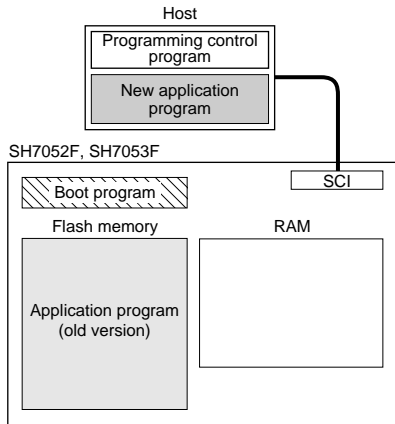 Host
Programming control
program
New application
program
SH7052F, SH7053F
SCI
Boot program
Flash memory
RAM
Application program
(old version)